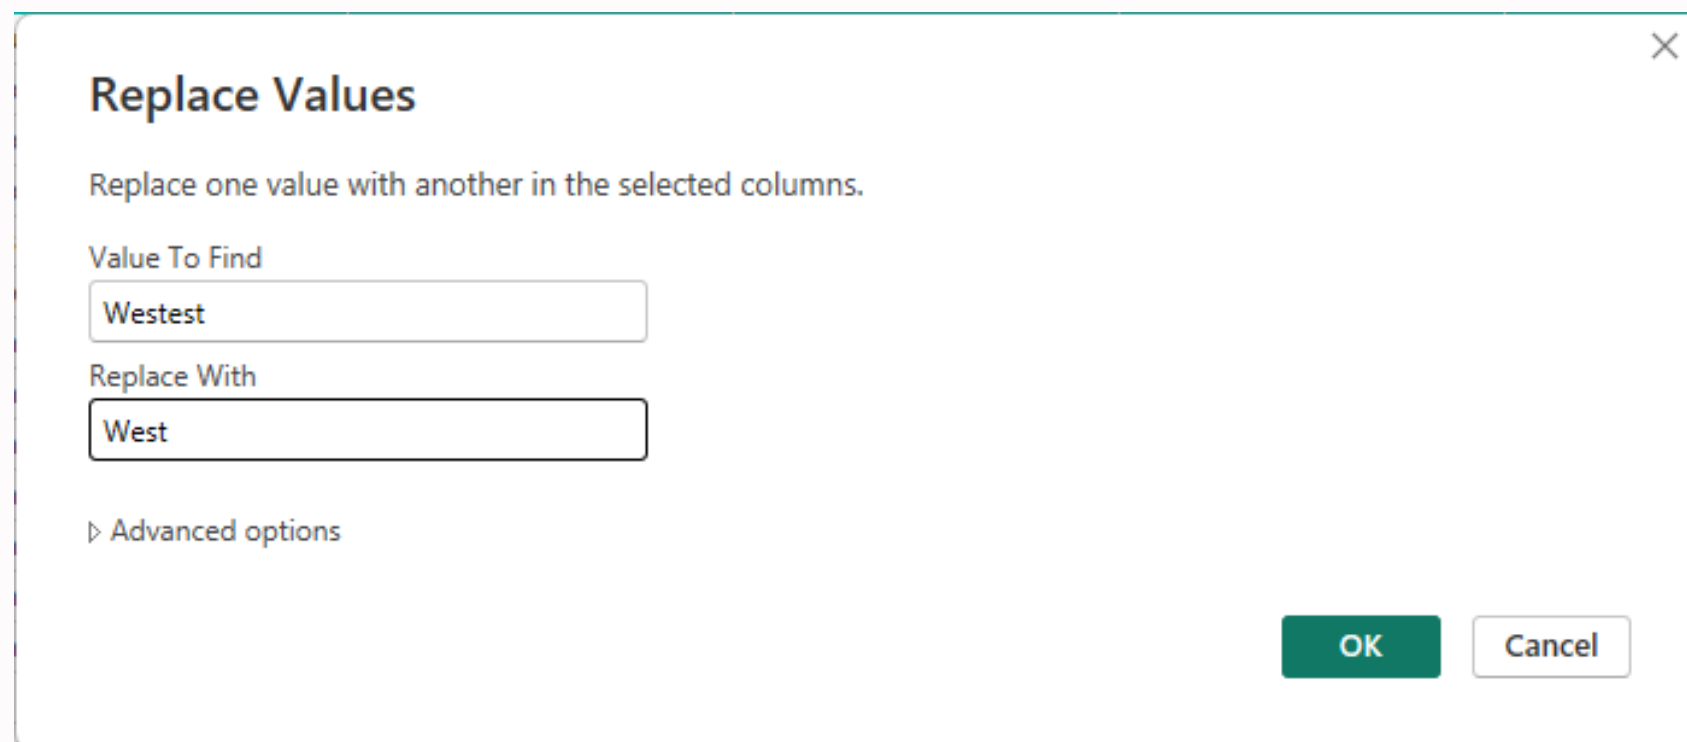 Replace Values
Replace one value with another in the selected columns.
Value To Find
Westest
Replace With
West
Advanced options
OK
Cancel